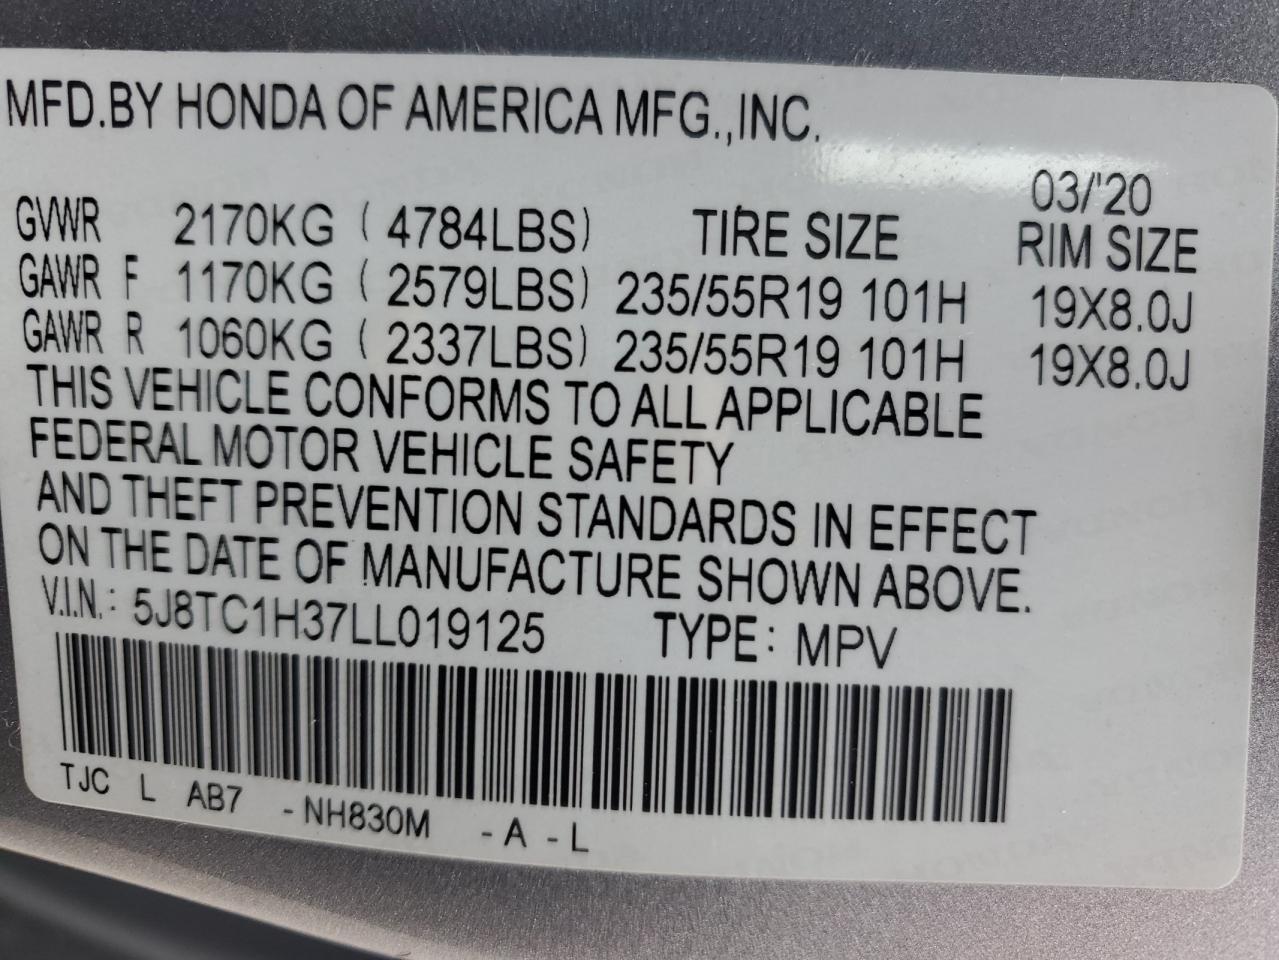 MFD.BY HONDA OF AMERICA MFG.,INC.
03/'20
GVWR 2170KG ( 4784LBS) TIRE SIZE RIM SIZE
GAWR F 1170KG ( 2579LBS) 235/55R19 101H 19X8.0J
GAWR R 1060KG ( 2337LBS) 235/55R19 101H 19X8.0J
THIS VEHICLE CONFORMS TO ALL APPLICABLE
FEDERAL MOTOR VEHICLE SAFETY
AND THEFT PREVENTION STANDARDS IN EFFECT
ON THE DATE OF MANUFACTURE SHOWN ABOVE.
V.I.N.: 5J8TC1H37LL019125 TYPE: MPV
TJC L AB7 -NH830M -A -L